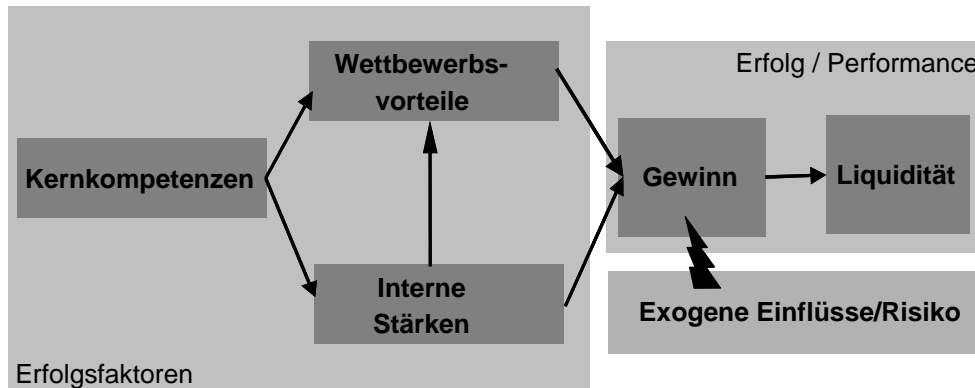 Erfolg / Performance
Wettbewerbs-
vorteile
Kernkompetenzen
Gewinn
Liquidität
Interne
Stärken
Exogene Einflüsse/Risiko
Erfolgsfaktoren